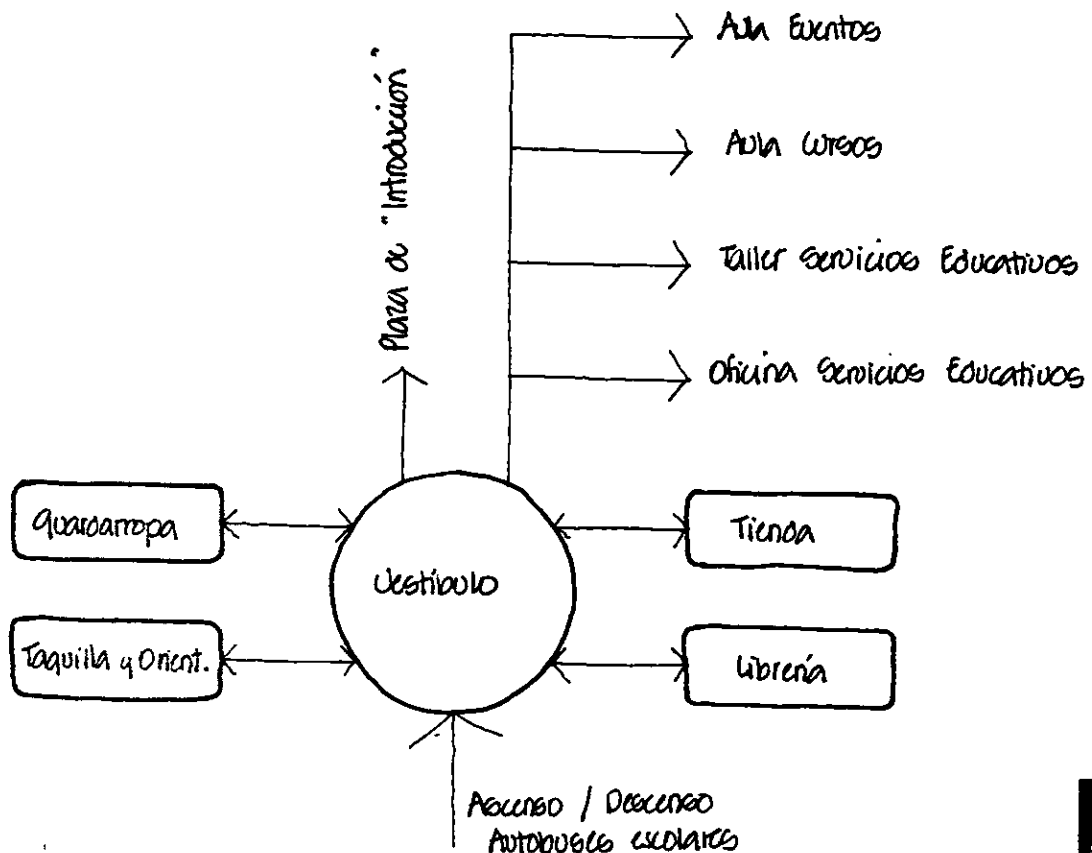 Aula Eventos
Plaza de "Introducción"
Aula Cursos
Taller Servicios Educativos
Oficina Servicios Educativos
Guardarropa
Tienda
Vestíbulo
Taquilla y Orient.
Librería
Ascenso / Descenso
Autobuses escolares